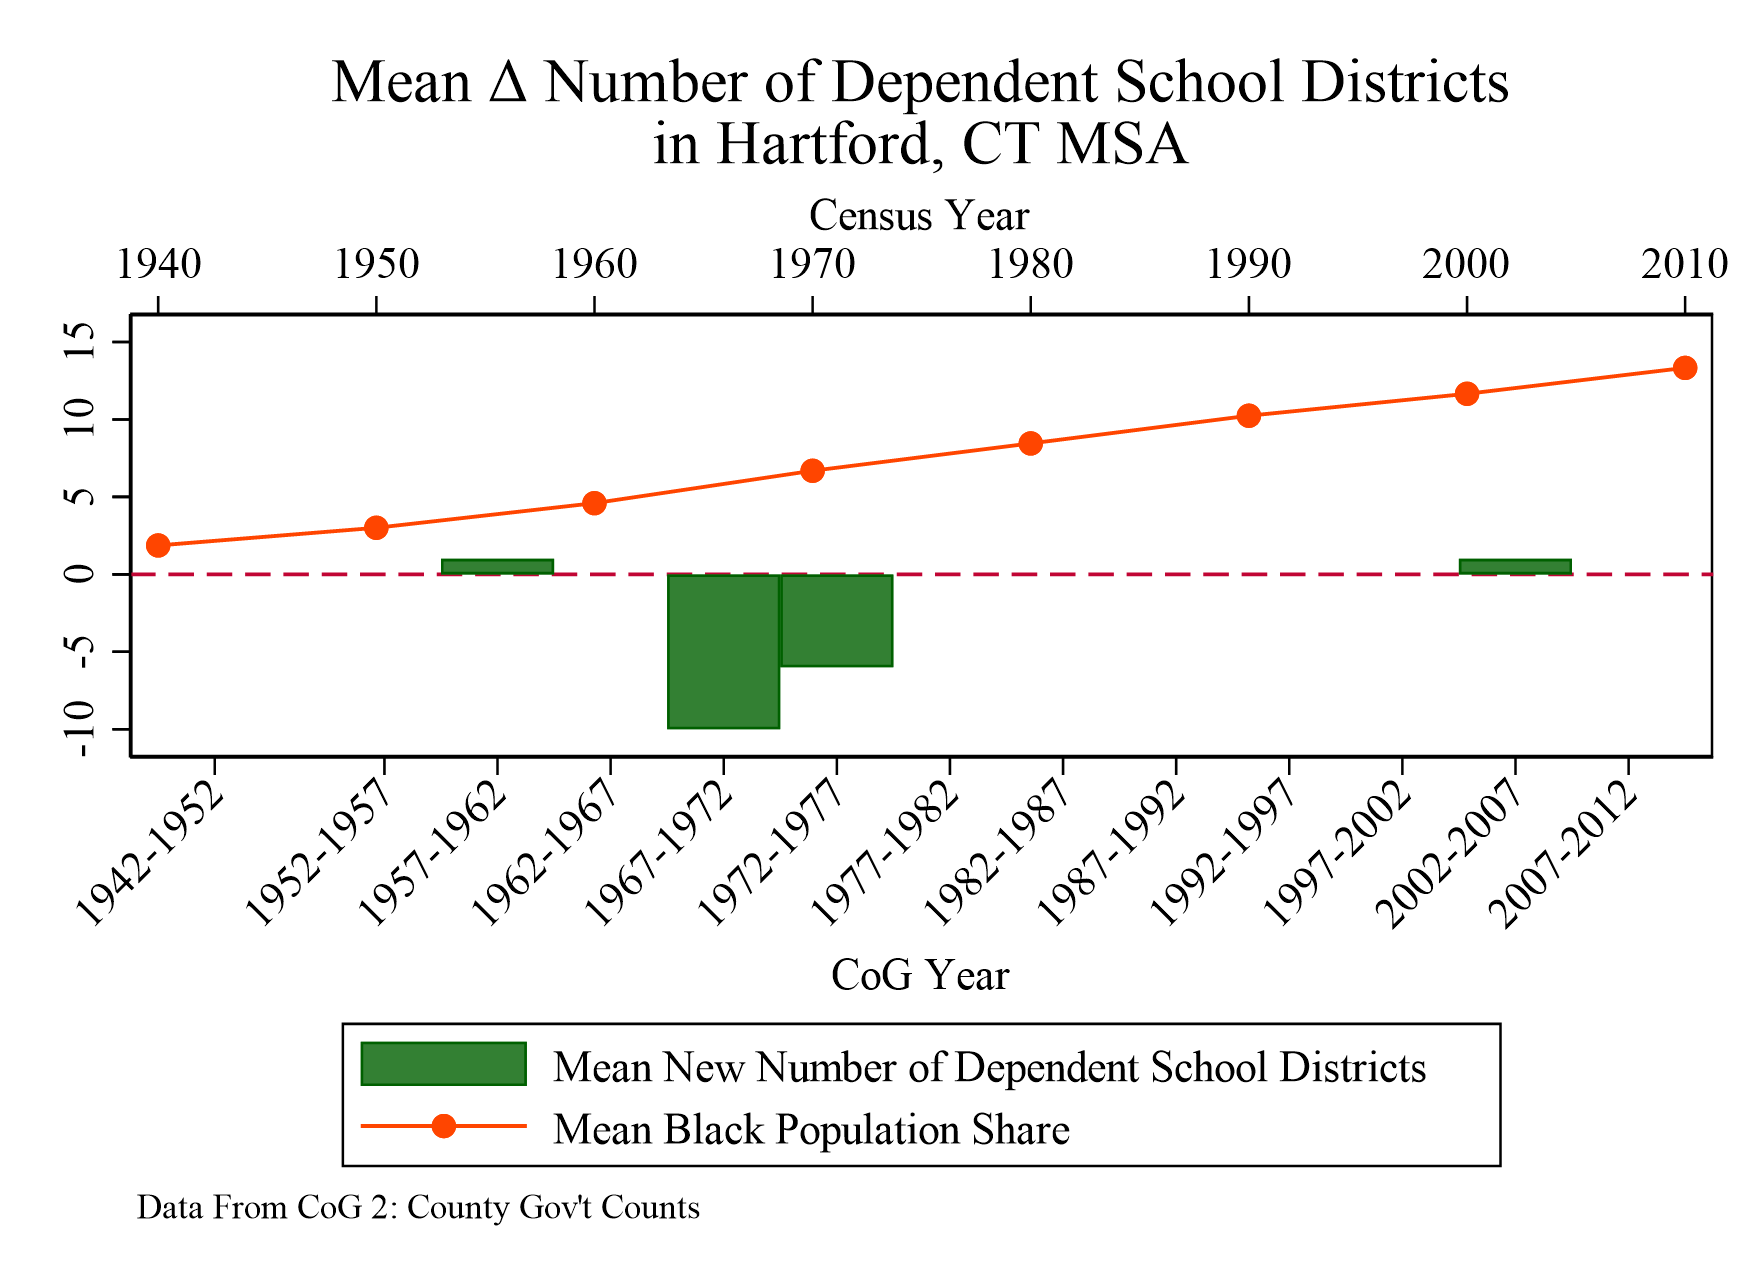 Mean Δ Number of Dependent School Districts
in Hartford, CT MSA
Census Year
1940 1950 1960 1970 1980 1990 2000 2010
15
10
5
0
-5
-10
1942-1952 1952-1957 1957-1962 1962-1967 1967-1972 1972-1977 1977-1982 1982-1987 1987-1992 1992-1997 1997-2002 2002-2007 2007-2012
CoG Year
Mean New Number of Dependent School Districts
Mean Black Population Share
Data From CoG 2: County Gov't Counts